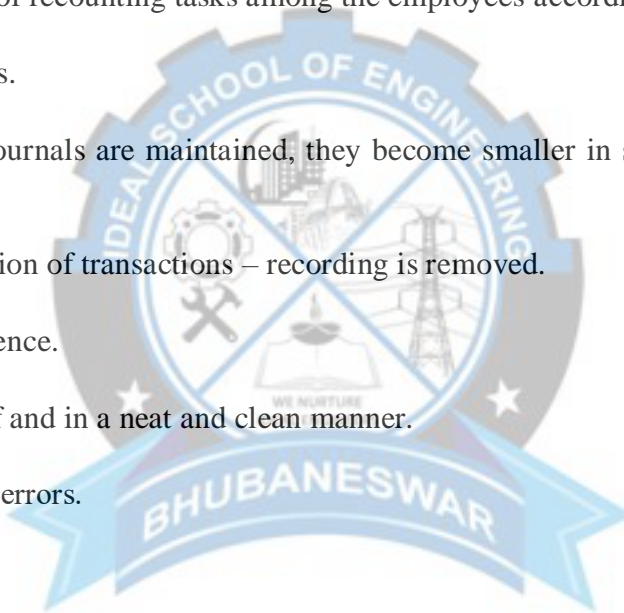 of recounting tasks among the employees accordi
s.
ournals are maintained, they become smaller in s
ion of transactions – recording is removed.
ence.
f and in a neat and clean manner.
errors.
IDEAL SCHOOL OF ENGINEERING
WE NURTURE
BHUBANESWAR